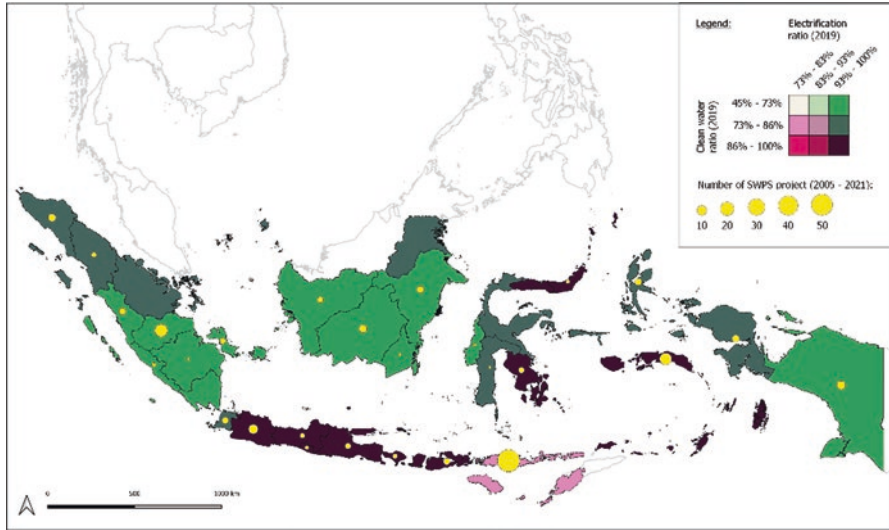 Legend:
Electrification
ratio (2019)
73% - 83%
83% - 93%
93% - 100%
Clean water
ratio (2019)
45% - 73%
73% - 86%
86% - 100%
Number of SWPS project (2005 - 2021):
10 20 30 40 50
0 500 1000 km